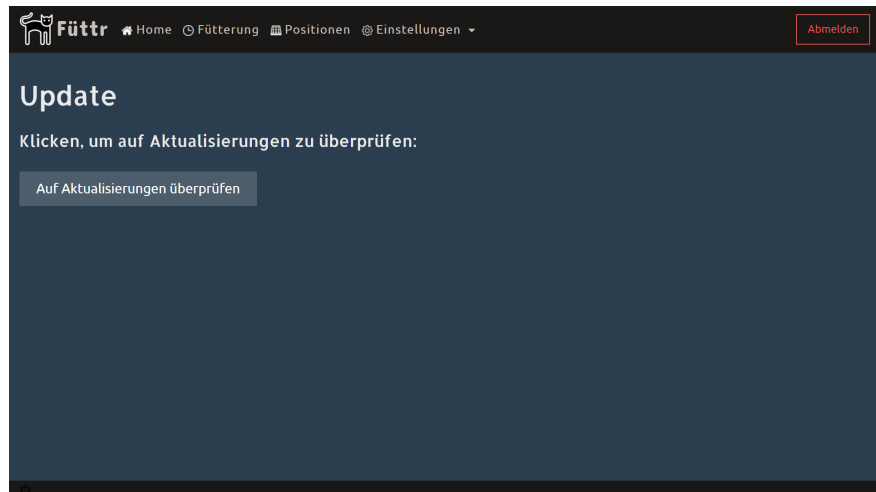 Füttr Home Fütterung Positionen Einstellungen Abmelden
Update
Klicken, um auf Aktualisierungen zu überprüfen:
Auf Aktualisierungen überprüfen